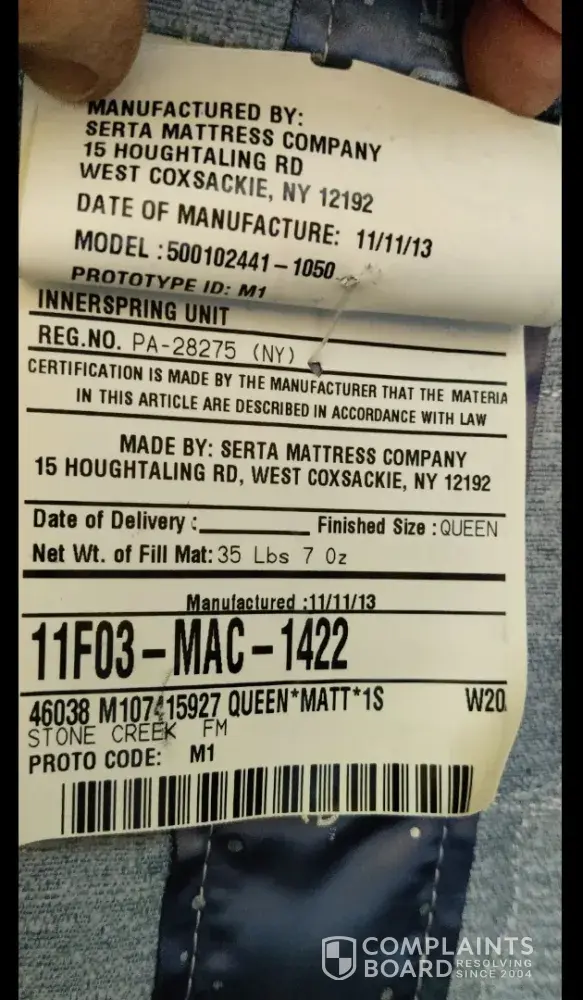 MANUFACTURED BY:
SERTA MATTRESS COMPANY
15 HOUGHTALING RD
WEST COXSACKIE, NY 12192
DATE OF MANUFACTURE: 11/11/13
MODEL :500102441-1050
PROTOTYPE ID: M1
INNERSPRING UNIT
REG.NO. PA-28275 (NY)
CERTIFICATION IS MADE BY THE MANUFACTURER THAT THE MATERIA
IN THIS ARTICLE ARE DESCRIBED IN ACCORDANCE WITH LAW
MADE BY: SERTA MATTRESS COMPANY
15 HOUGHTALING RD, WEST COXSACKIE, NY 12192
Date of Delivery :________ Finished Size :QUEEN
Net Wt. of Fill Mat: 35 Lbs 7 Oz
Manufactured :11/11/13
11F03-MAC-1422
46038 M107415927 QUEEN*MATT*1S W20
STONE CREEK FM
PROTO CODE: M1
COMPLAINTS
BOARD RESOLVING
SINCE 2004